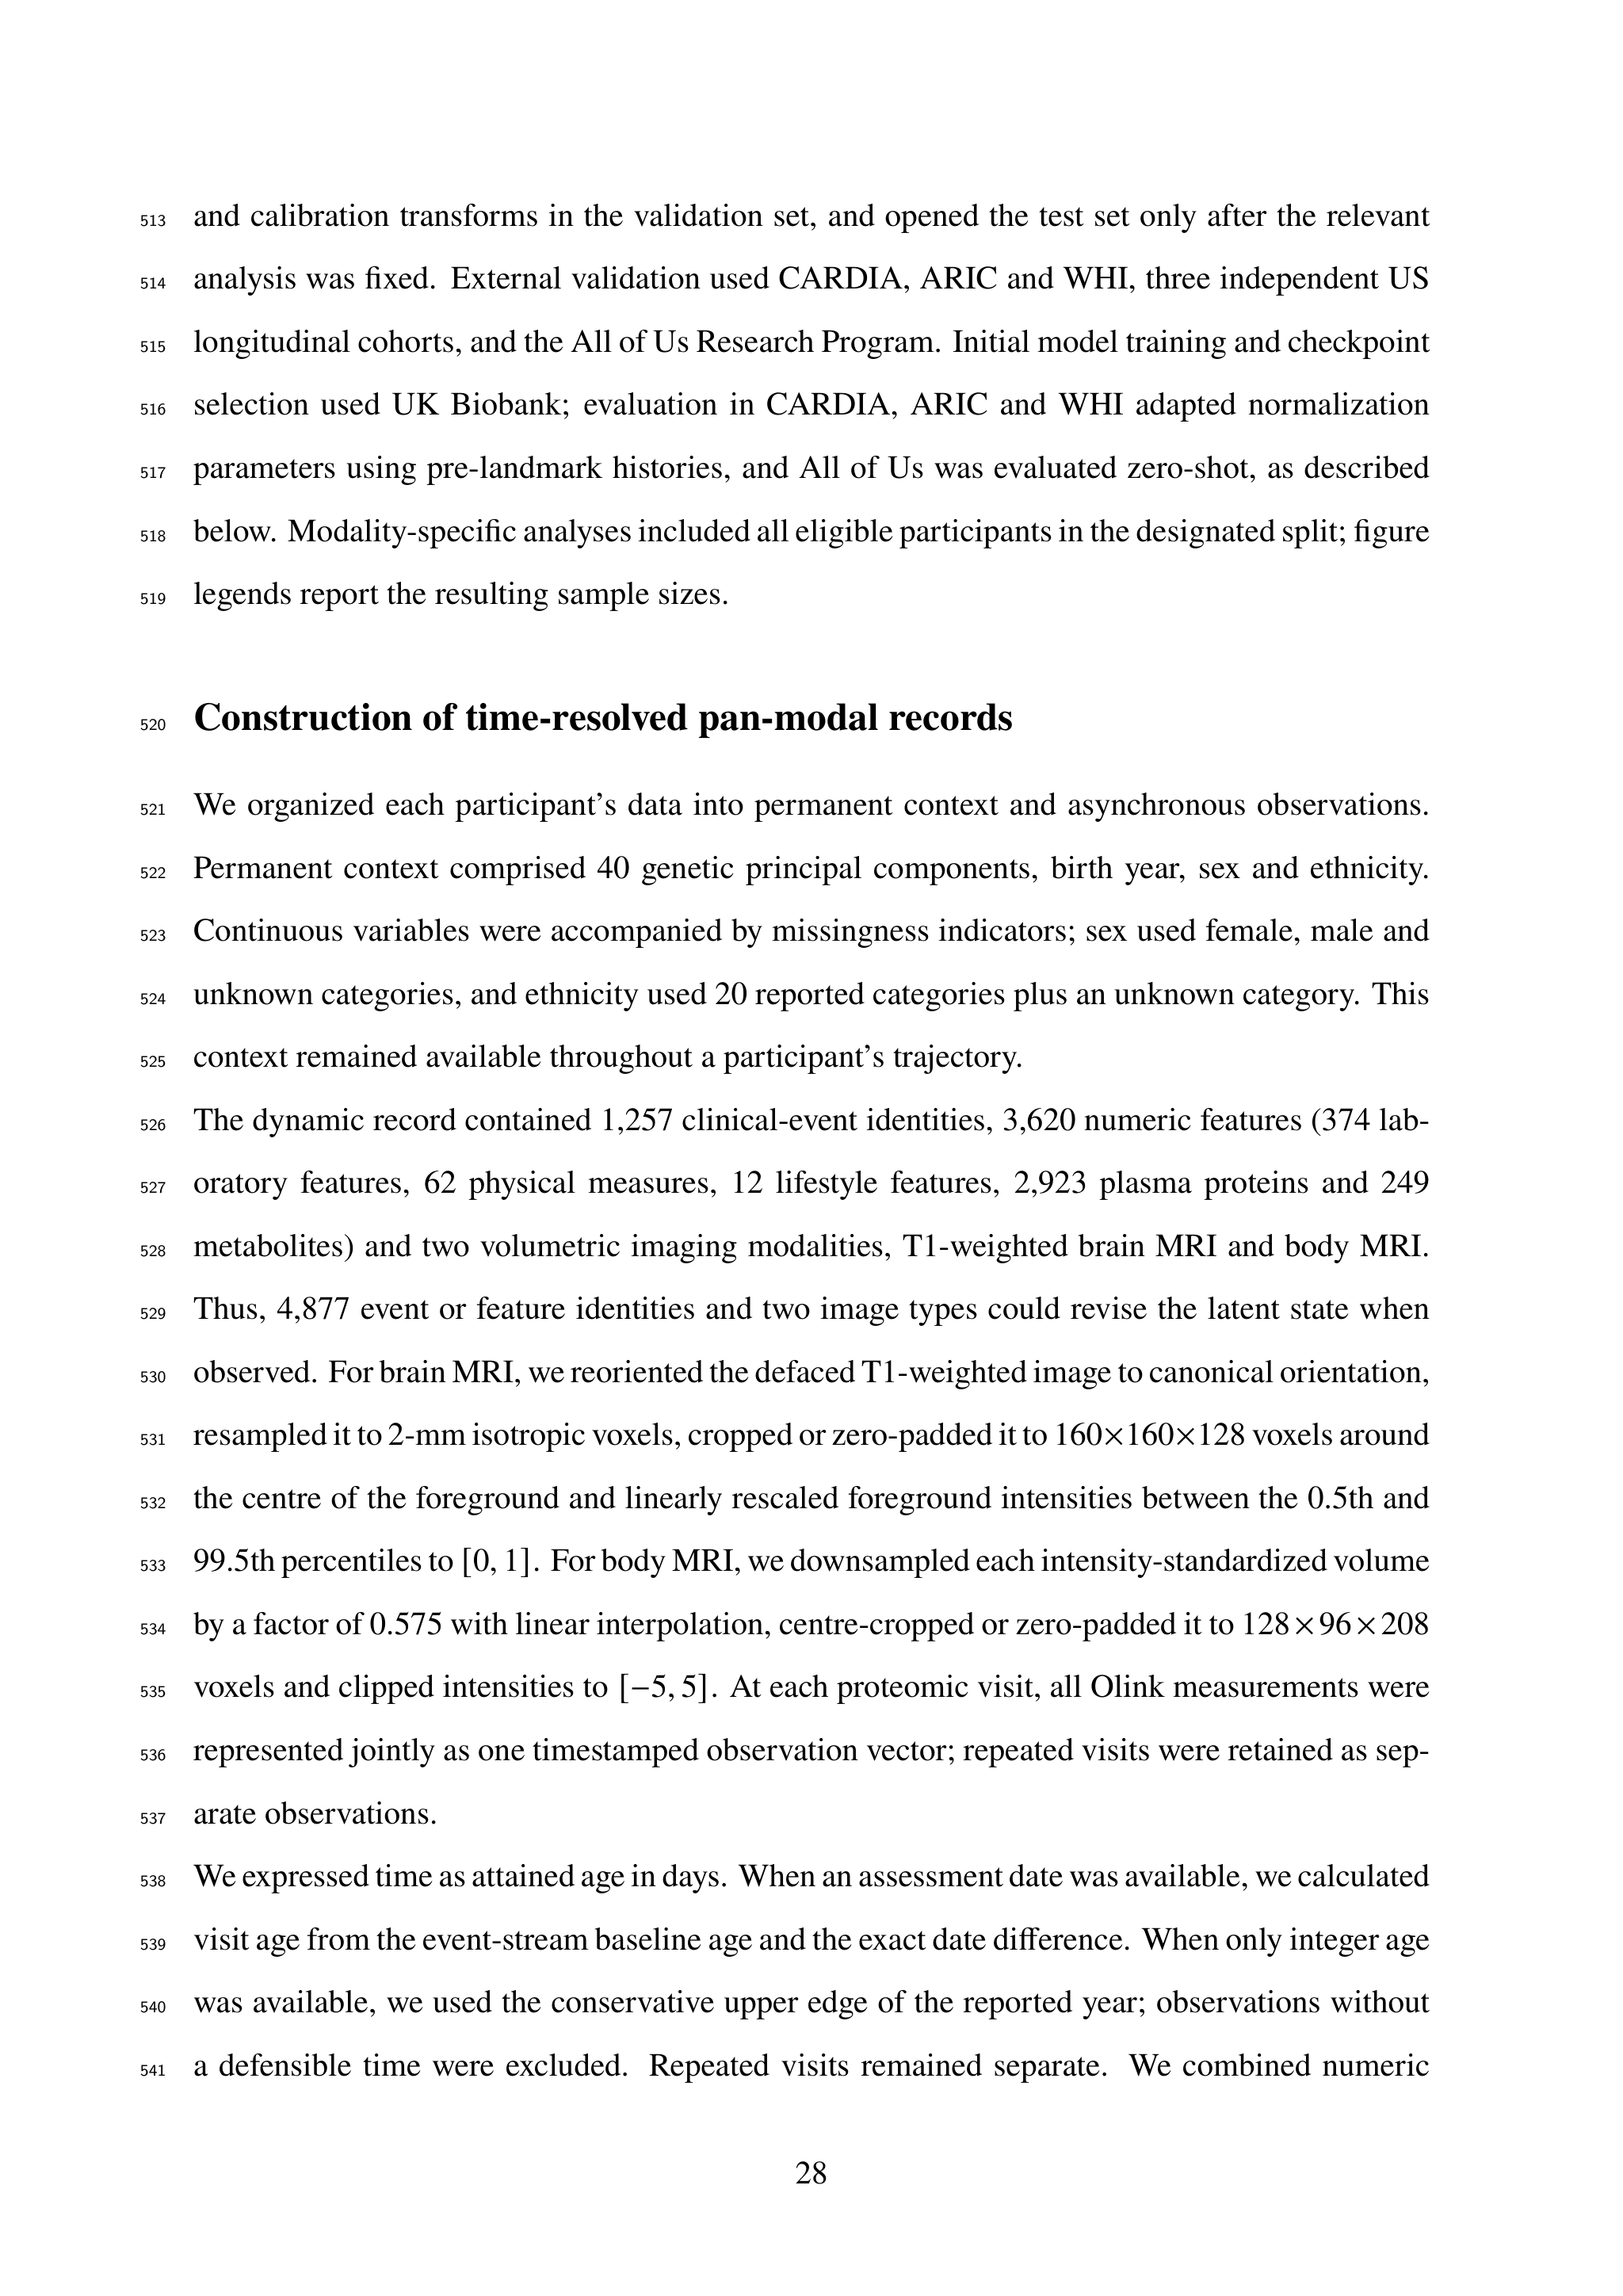 513 and calibration transforms in the validation set, and opened the test set only after the relevant
514 analysis was fixed. External validation used CARDIA, ARIC and WHI, three independent US
515 longitudinal cohorts, and the All of Us Research Program. Initial model training and checkpoint
516 selection used UK Biobank; evaluation in CARDIA, ARIC and WHI adapted normalization
517 parameters using pre-landmark histories, and All of Us was evaluated zero-shot, as described
518 below. Modality-specific analyses included all eligible participants in the designated split; figure
519 legends report the resulting sample sizes.
520 Construction of time-resolved pan-modal records
521 We organized each participant’s data into permanent context and asynchronous observations.
522 Permanent context comprised 40 genetic principal components, birth year, sex and ethnicity.
523 Continuous variables were accompanied by missingness indicators; sex used female, male and
524 unknown categories, and ethnicity used 20 reported categories plus an unknown category. This
525 context remained available throughout a participant’s trajectory.
526 The dynamic record contained 1,257 clinical-event identities, 3,620 numeric features (374 lab-
527 oratory features, 62 physical measures, 12 lifestyle features, 2,923 plasma proteins and 249
528 metabolites) and two volumetric imaging modalities, T1-weighted brain MRI and body MRI.
529 Thus, 4,877 event or feature identities and two image types could revise the latent state when
530 observed. For brain MRI, we reoriented the defaced T1-weighted image to canonical orientation,
531 resampled it to 2-mm isotropic voxels, cropped or zero-padded it to 160×160×128 voxels around
532 the centre of the foreground and linearly rescaled foreground intensities between the 0.5th and
533 99.5th percentiles to [0, 1]. For body MRI, we downsampled each intensity-standardized volume
534 by a factor of 0.575 with linear interpolation, centre-cropped or zero-padded it to 128×96×208
535 voxels and clipped intensities to [−5, 5]. At each proteomic visit, all Olink measurements were
536 represented jointly as one timestamped observation vector; repeated visits were retained as sep-
537 arate observations.
538 We expressed time as attained age in days. When an assessment date was available, we calculated
539 visit age from the event-stream baseline age and the exact date difference. When only integer age
540 was available, we used the conservative upper edge of the reported year; observations without
541 a defensible time were excluded. Repeated visits remained separate. We combined numeric
28